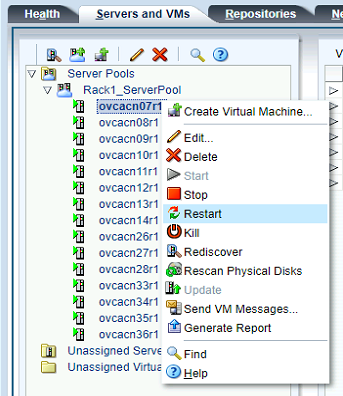 Health Servers and VMs Repositories Ne
V
Server Pools
Rack1_ServerPool
ovcacn07r1
ovcacn08r1
ovcacn09r1
ovcacn10r1
ovcacn11r1
ovcacn12r1
ovcacn13r1
ovcacn14r1
ovcacn26r1
ovcacn27r1
ovcacn28r1
ovcacn33r1
ovcacn34r1
ovcacn35r1
ovcacn36r1
Unassigned Serve
Unassigned Virtua
Create Virtual Machine...
Edit...
Delete
Start
Stop
Restart
Kill
Rediscover
Rescan Physical Disks
Update
Send VM Messages...
Generate Report
Find
Help